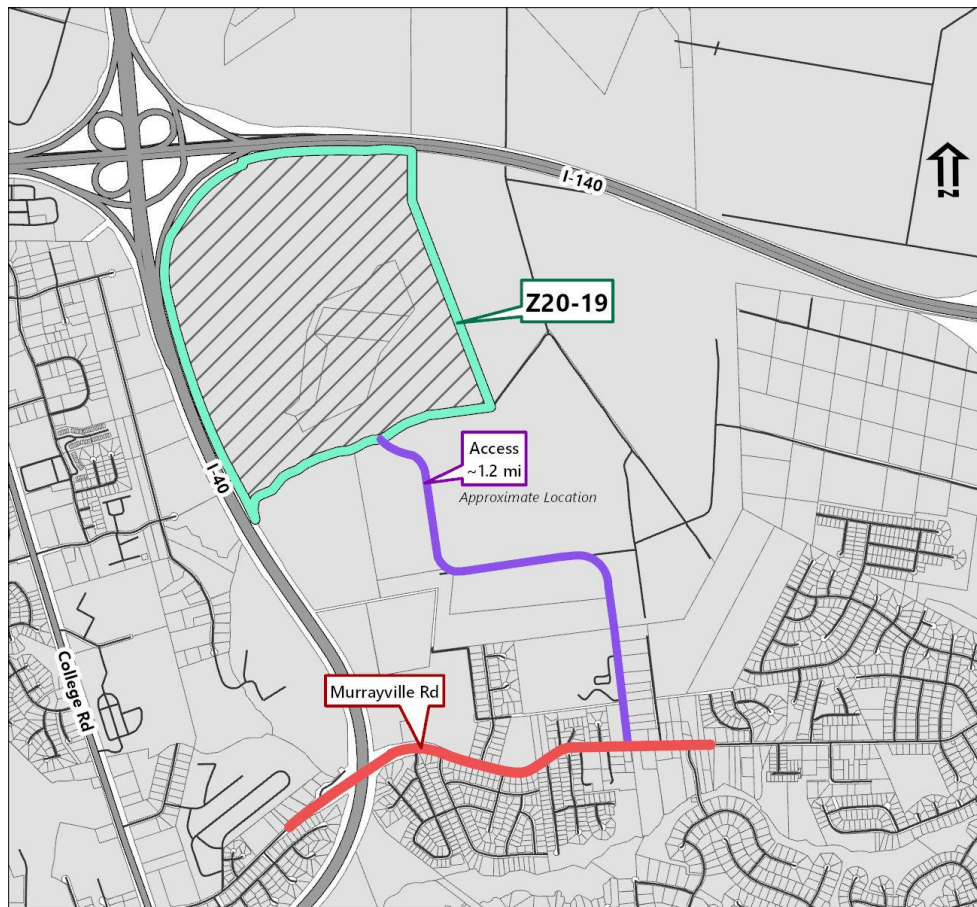 I-140
N
Z20-19
Access
~1.2 mi
Approximate Location
I-40
College Rd
Murrayville Rd